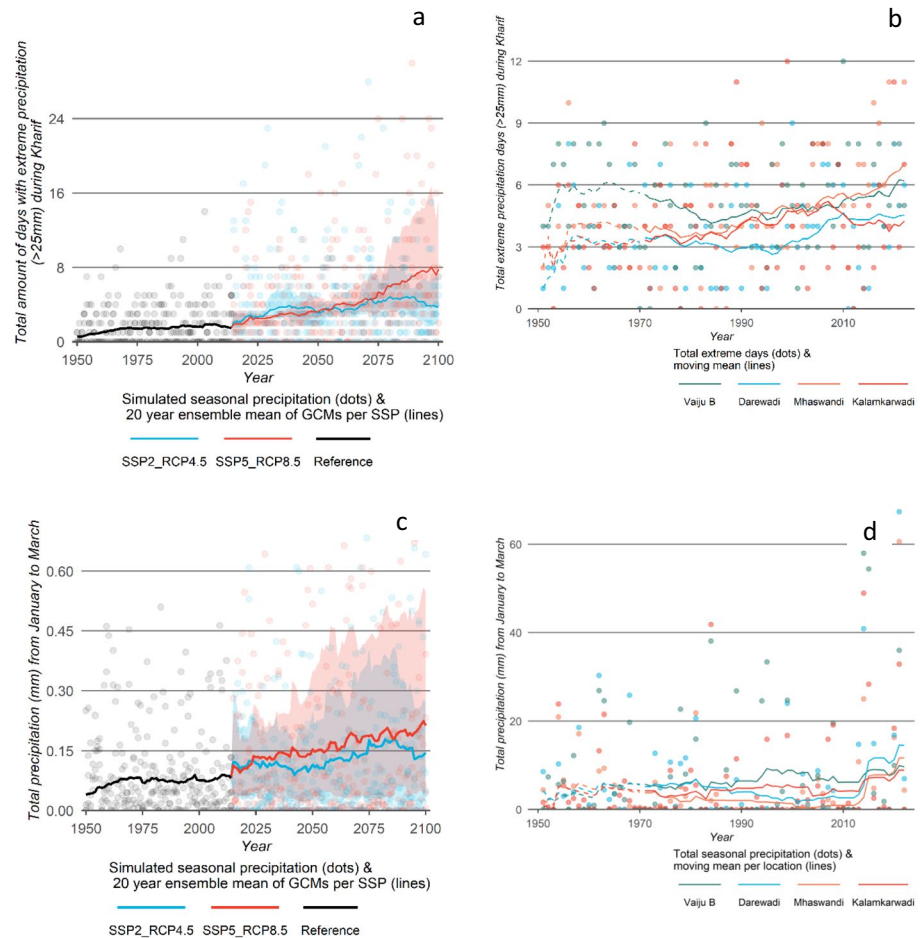 a
Total amount of days with extreme precipitation
(>25mm) during Kharif
24
16
8
0
1950 1975 2000 2025 2050 2075 2100
Year
Simulated seasonal precipitation (dots) &
20 year ensemble mean of GCMs per SSP (lines)
SSP2_RCP4.5 SSP5_RCP8.5 Reference
b
Total extreme precipitation days (>25mm) during Kharif
12
9
6
3
0
1950 1970 1990 2010
Year
Total extreme days (dots) &
moving mean (lines)
Vaiju B Darewadi Mhaswandi Kalamkarwadi
c
Total precipitation (mm) from January to March
0.60
0.45
0.30
0.15
0.00
1950 1975 2000 2025 2050 2075 2100
Year
Simulated seasonal precipitation (dots) &
20 year ensemble mean of GCMs per SSP (lines)
SSP2_RCP4.5 SSP5_RCP8.5 Reference
d
Total precipitation (mm) from January to March
60
40
20
0
1950 1970 1990 2010
Year
Total seasonal precipitation (dots) &
moving mean per location (lines)
Vaiju B Darewadi Mhaswandi Kalamkarwadi